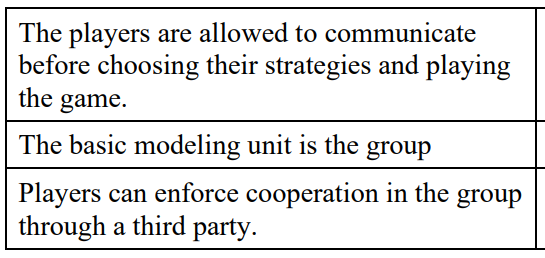 The players are allowed to communicate
before choosing their strategies and playing
the game.
The basic modeling unit is the group
Players can enforce cooperation in the group
through a third party.